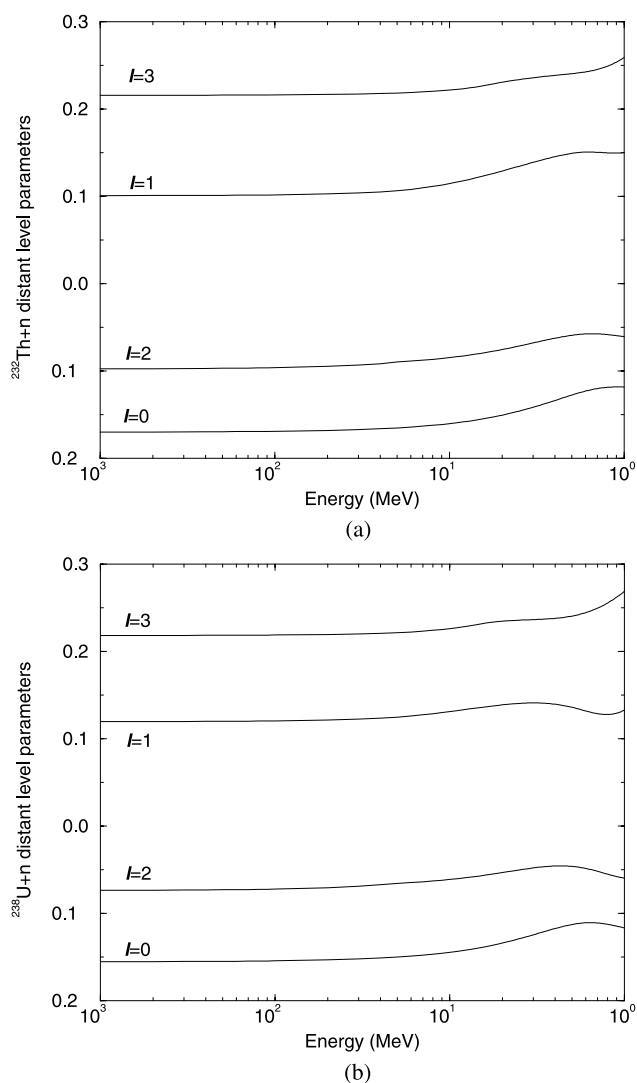 0.3
l=3
0.2
l=1
0.1
0.0
l=2
0.1
l=0
0.2
10³ 10² 10¹ 10⁰
Energy (MeV)
²³²Th+n distant level parameters
(a)
0.3
l=3
0.2
l=1
0.1
0.0
l=2
0.1
l=0
0.2
10³ 10² 10¹ 10⁰
Energy (MeV)
²³⁸U+n distant level parameters
(b)